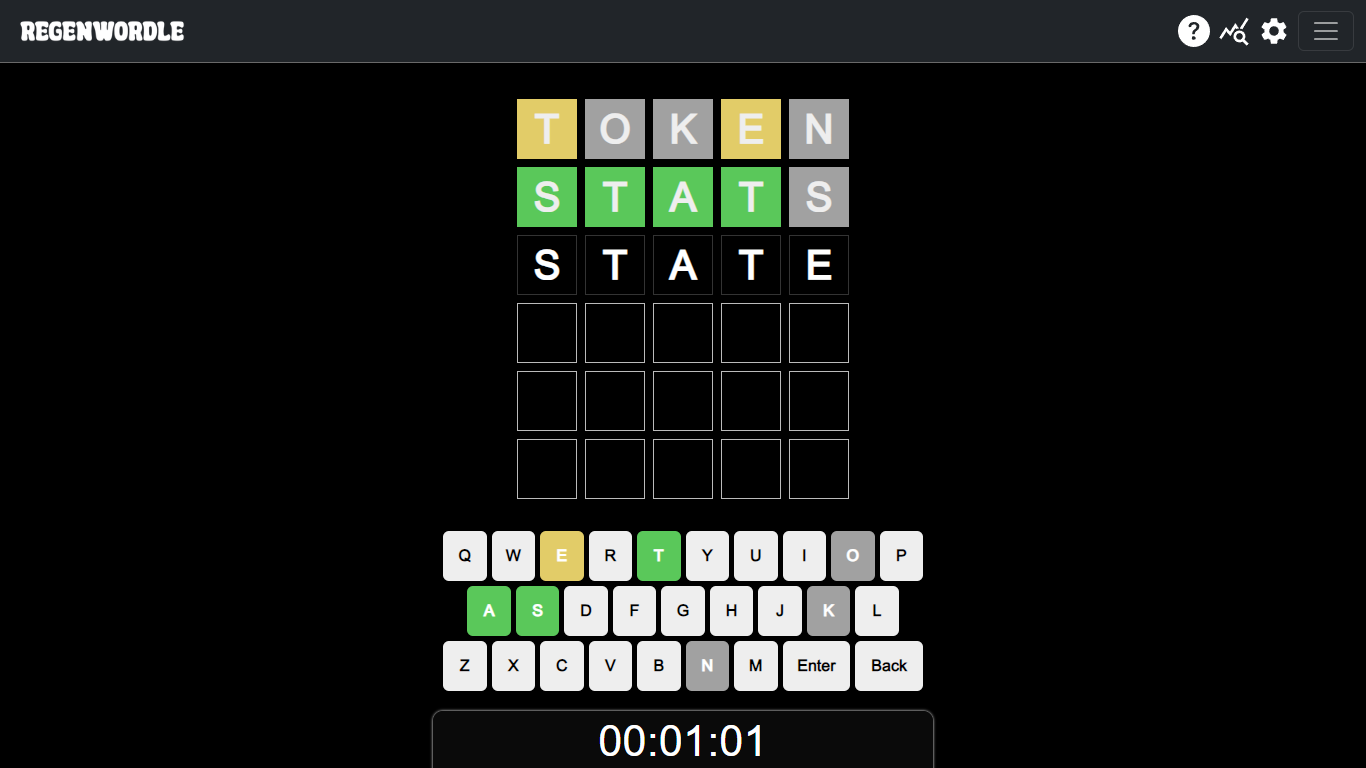 REGENWORDLE ?
T O K E N
S T A T S
S T A T E
Q W E R T Y U I O P
A S D F G H J K L
Z X C V B N M Enter Back
00:01:01